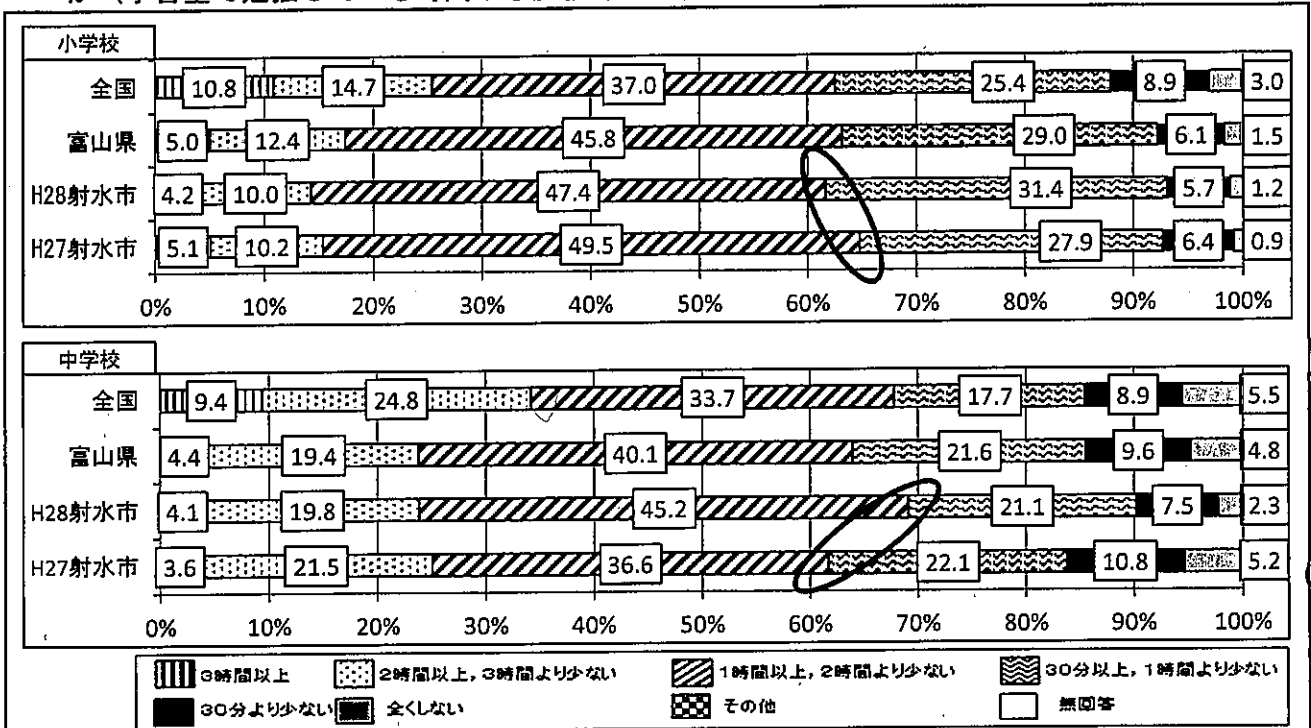 小学校
全国 10.8 14.7 37.0 25.4 8.9 3.0
富山県 5.0 12.4 45.8 29.0 6.1 1.5
H28射水市 4.2 10.0 47.4 31.4 5.7 1.2
H27射水市 5.1 10.2 49.5 27.9 6.4 0.9
0% 10% 20% 30% 40% 50% 60% 70% 80% 90% 100%
中学校
全国 9.4 24.8 33.7 17.7 8.9 5.5
富山県 4.4 19.4 40.1 21.6 9.6 4.8
H28射水市 4.1 19.8 45.2 21.1 7.5 2.3
H27射水市 3.6 21.5 36.6 22.1 10.8 5.2
0% 10% 20% 30% 40% 50% 60% 70% 80% 90% 100%
3時間以上 2時間以上，3時間より少ない 1時間以上，2時間より少ない 30分以上，1時間より少ない
30分より少ない 全くしない その他 無回答